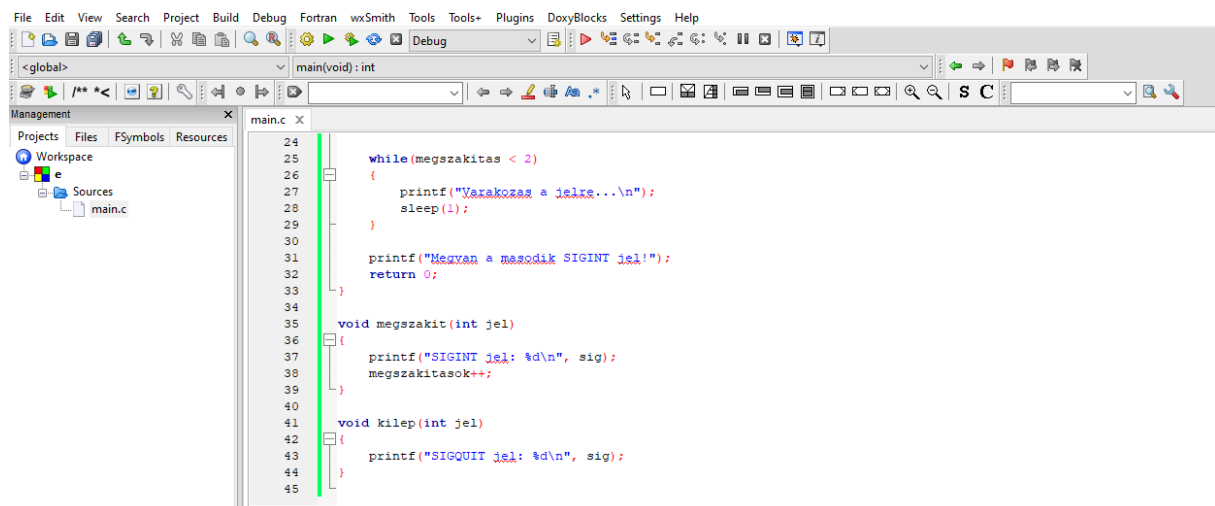 File Edit View Search Project Build Debug Fortran wxSmith Tools Tools+ Plugins DoxyBlocks Settings Help
Debug
<global> main(void) : int
/** *< .* S C
Management X main.c X
Projects Files FSymbols Resources
Workspace
e
Sources
main.c
24
25 while(megszakitas < 2)
26 {
27 printf("Varakozas a jelre...\n");
28 sleep(1);
29 }
30
31 printf("Megvan a masodik SIGINT jel!");
32 return 0;
33 }
34
35 void megszakit(int jel)
36 {
37 printf("SIGINT jel: %d\n", sig);
38 megszakitasok++;
39 }
40
41 void kilep(int jel)
42 {
43 printf("SIGQUIT jel: %d\n", sig);
44 }
45